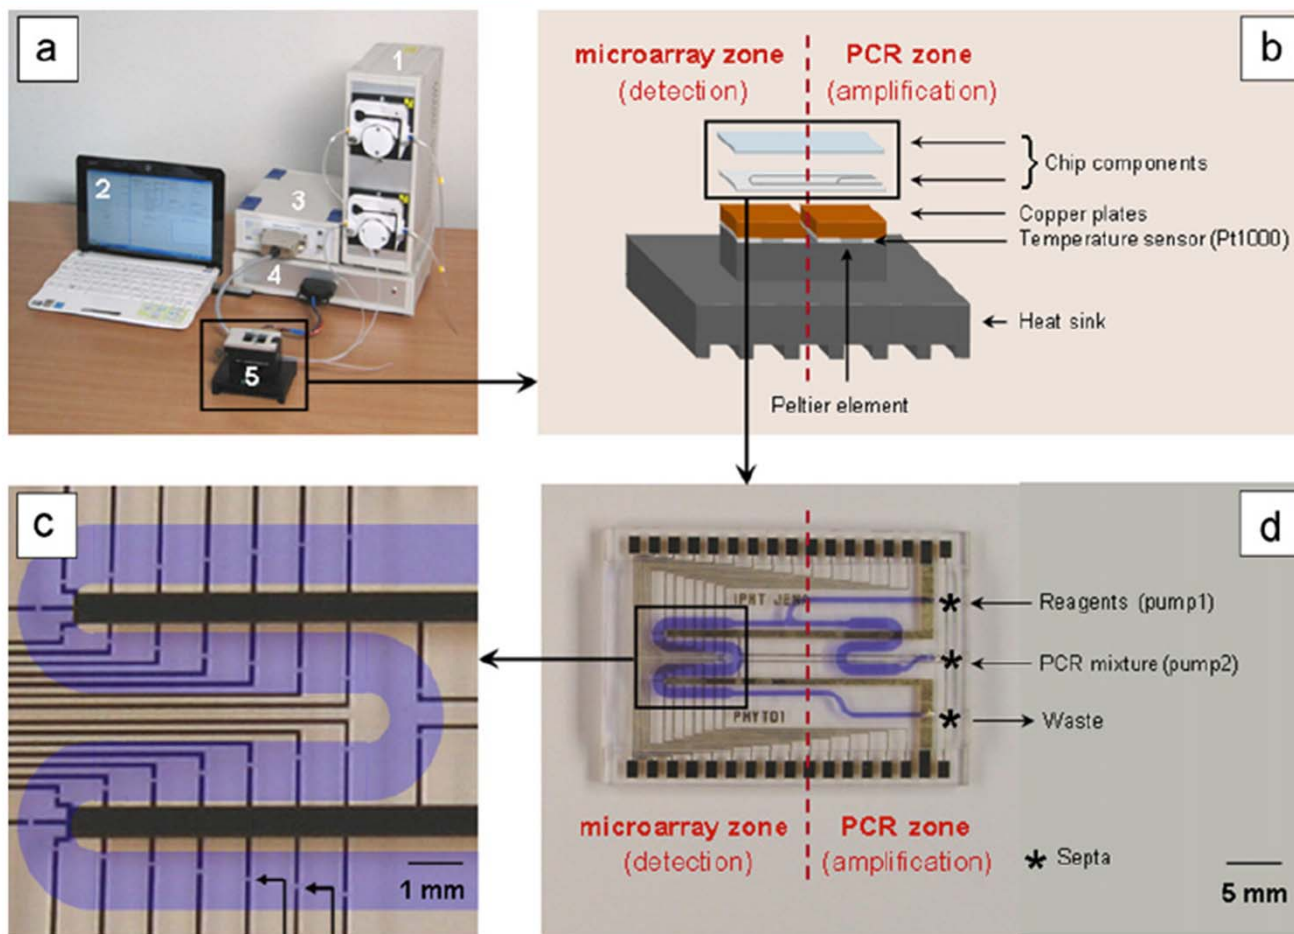 a
1
2
3
4
5
b
microarray zone
(detection)
PCR zone
(amplification)
Chip components
Copper plates
Temperature sensor (Pt1000)
Heat sink
Peltier element
c
1 mm
d
IPHT JENA
PHYTO1
Reagents (pump1)
PCR mixture (pump2)
Waste
microarray zone
(detection)
PCR zone
(amplification)
* Septa
5 mm